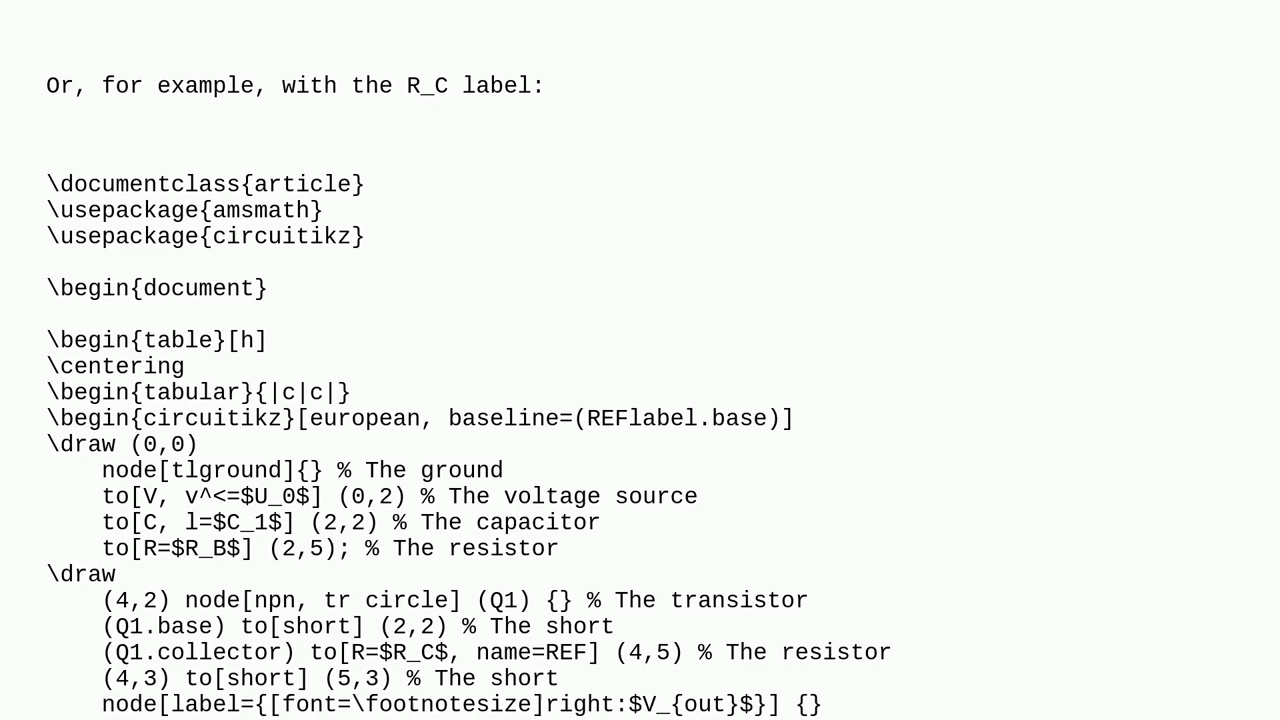 Or, for example, with the R_C label:
\documentclass{article}
\usepackage{amsmath}
\usepackage{circuitikz}
\begin{document}
\begin{table}[h]
\centering
\begin{tabular}{|c|c|}
\begin{circuitikz}[european, baseline=(REFlabel.base)]
\draw (0,0)
    node[tlground]{} % The ground
    to[V, v^<=$U_0$] (0,2) % The voltage source
    to[C, l=$C_1$] (2,2) % The capacitor
    to[R=$R_B$] (2,5); % The resistor
\draw
    (4,2) node[npn, tr circle] (Q1) {} % The transistor
    (Q1.base) to[short] (2,2) % The short
    (Q1.collector) to[R=$R_C$, name=REF] (4,5) % The resistor
    (4,3) to[short] (5,3) % The short
    node[label={[font=\footnotesize]right:$V_{out}$}] {}